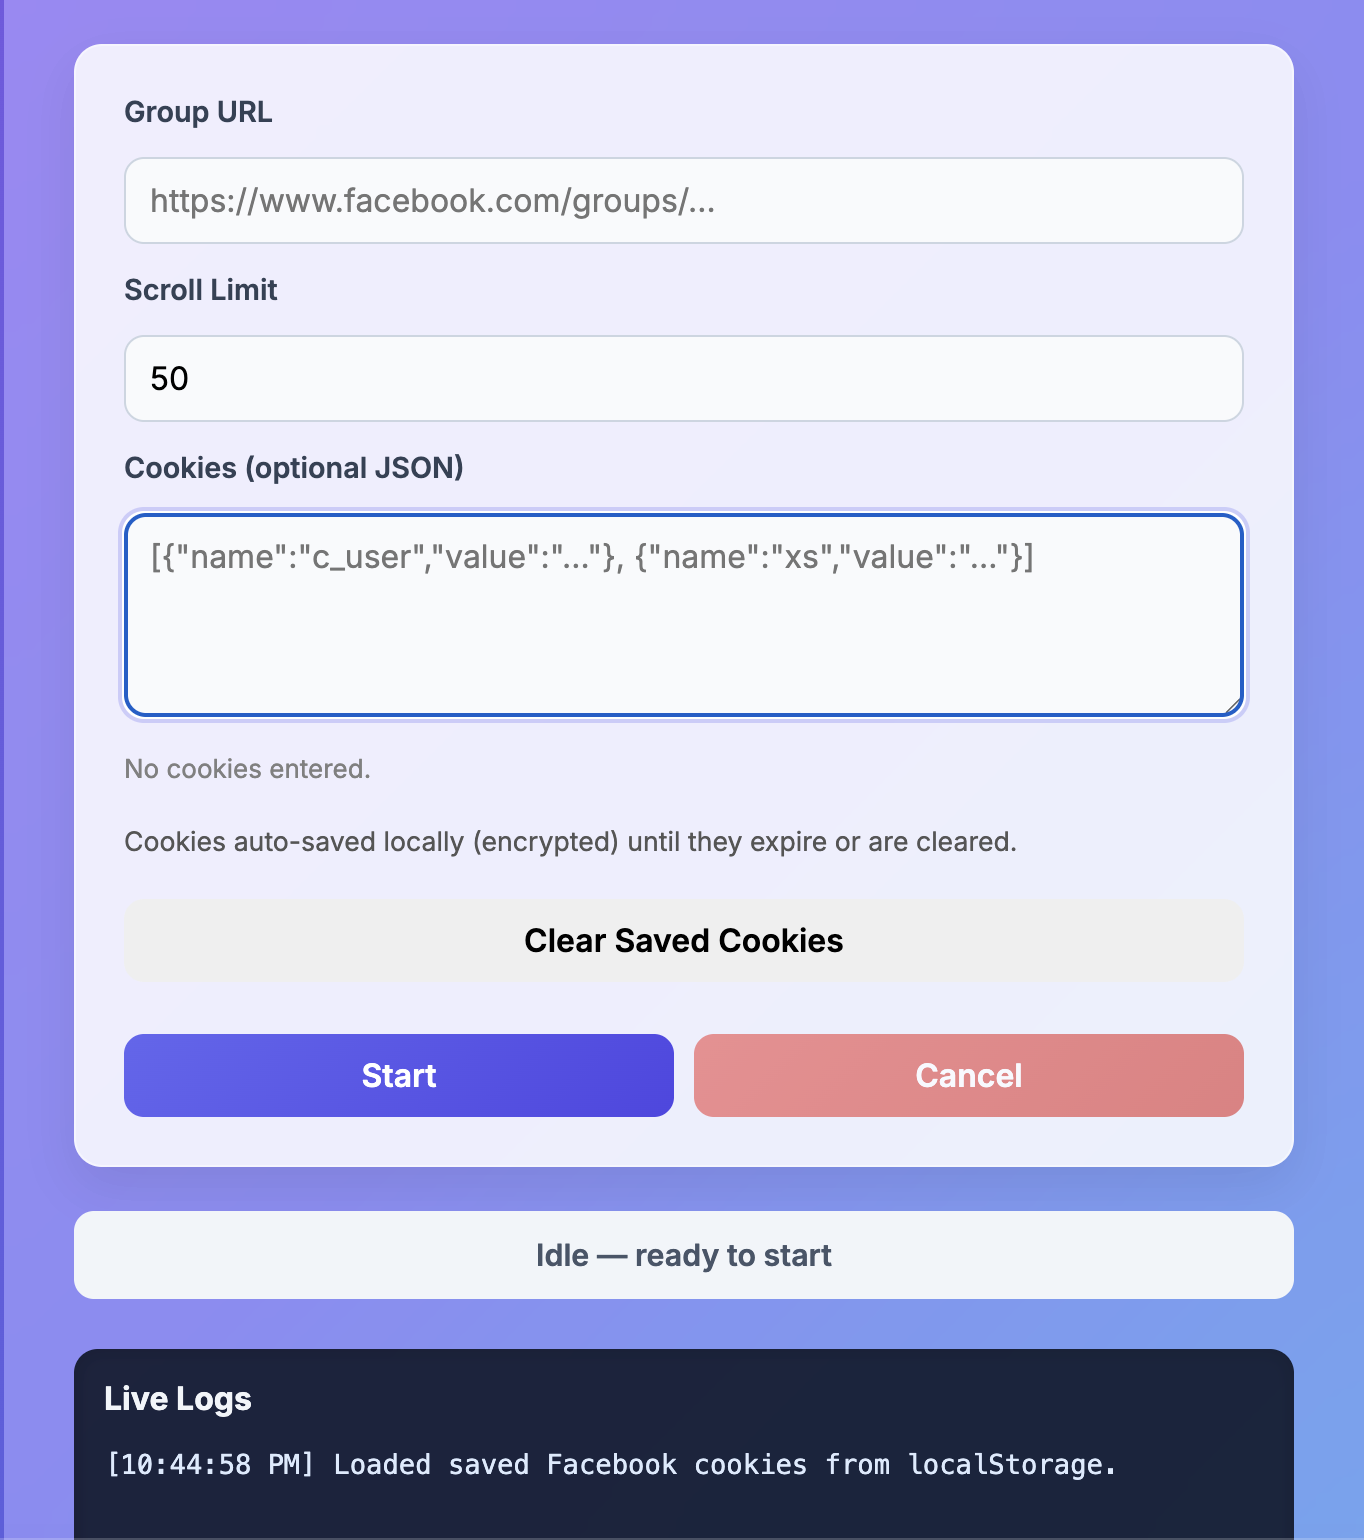 Group URL
https://www.facebook.com/groups/...
Scroll Limit
50
Cookies (optional JSON)
[{"name":"c_user","value":"..."}, {"name":"xs","value":"..."}]
No cookies entered.
Cookies auto-saved locally (encrypted) until they expire or are cleared.
Clear Saved Cookies
Start
Cancel
Idle — ready to start
Live Logs
[10:44:58 PM] Loaded saved Facebook cookies from localStorage.